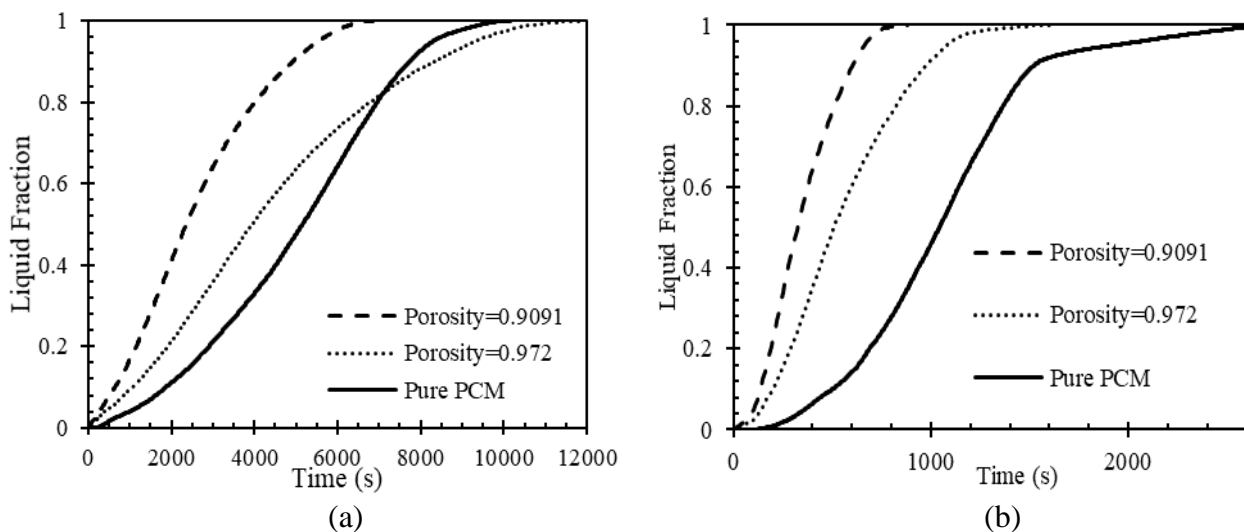 1
0.8
0.6
0.4
0.2
0
Liquid Fraction
Porosity=0.9091
Porosity=0.972
Pure PCM
0 2000 4000 6000 8000 10000 12000
Time (s)
(a)
1
0.8
0.6
0.4
0.2
0
Liquid Fraction
Porosity=0.9091
Porosity=0.972
Pure PCM
0 1000 2000
Time (s)
(b)